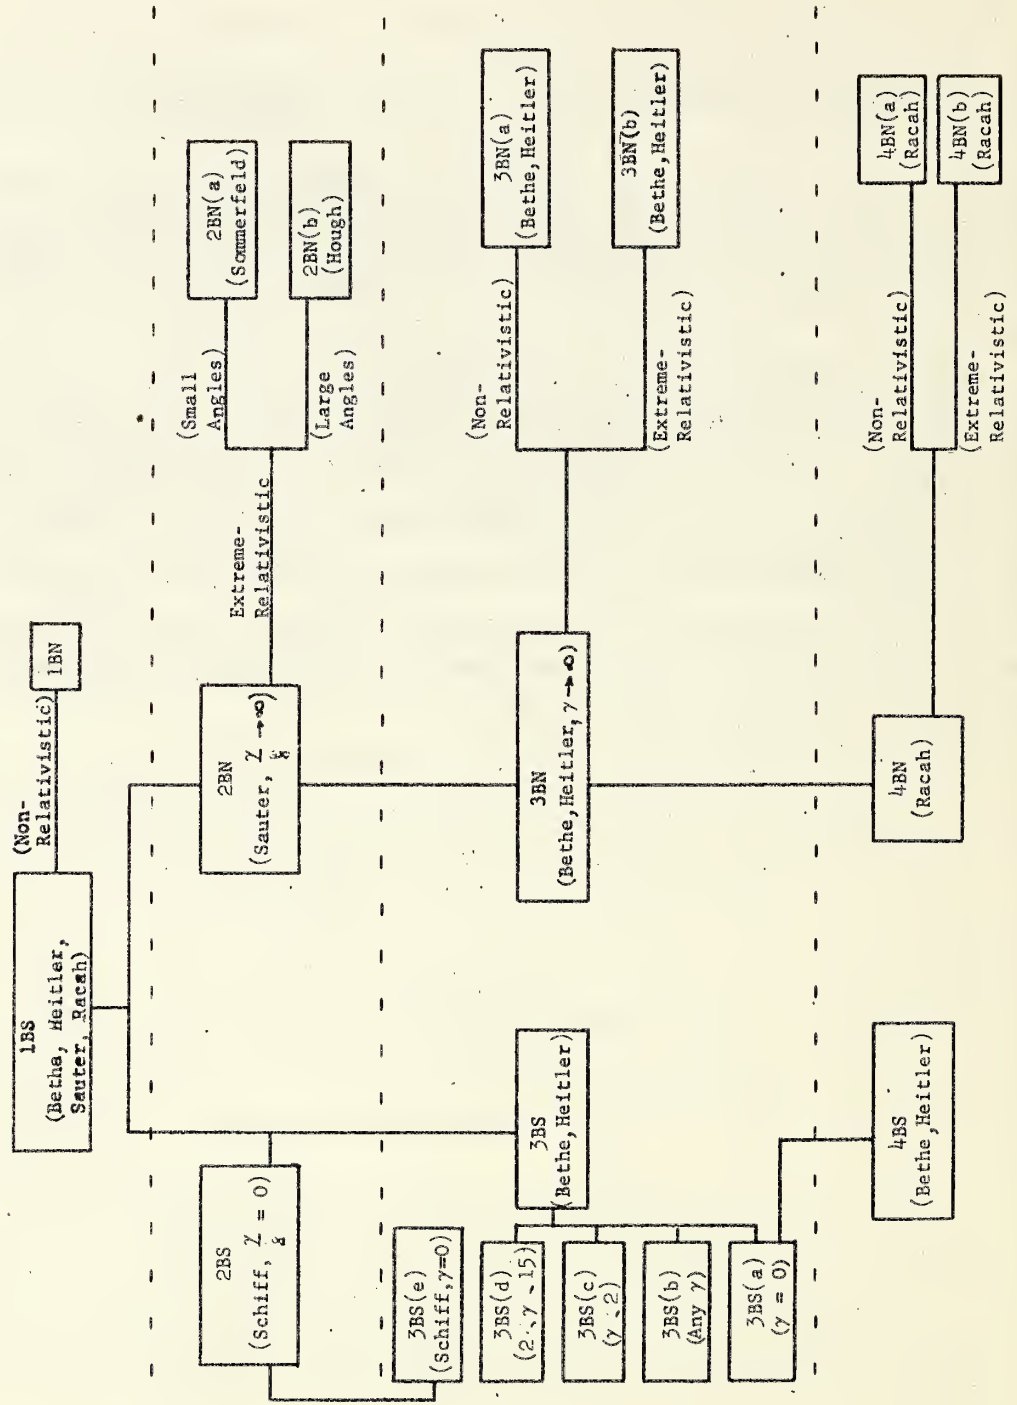 1BS
(Betha, Heitler,
Sauter, Racah)
(Non-
Relativistic)
1BN
2BS
(Schiff, γ/g = 0)
2BN
(Sauter, γ/g → ∞)
Extreme-
Relativistic
(Small
Angles)
2BN(a)
(Sommerfeld)
(Large
Angles)
2BN(b)
(Hough)
3BS(e)
(Schiff, γ=0)
3BS(d)
(2 γ 15)
3BS(c)
(γ 2)
3BS(b)
(Any γ)
3BS(a)
(γ = 0)
3BS
(Bethe, Heitler)
3BN
(Bethe, Heitler, γ → ∞)
(Non-
Relativistic)
3BN(a)
(Bethe, Heitler)
(Extreme-
Relativistic)
3BN(b)
(Bethe, Heitler)
4BS
(Bethe, Heitler)
4BN
(Racah)
(Non-
Relativistic)
4BN(a)
(Racah)
(Extreme-
Relativistic)
4BN(b)
(Racah)